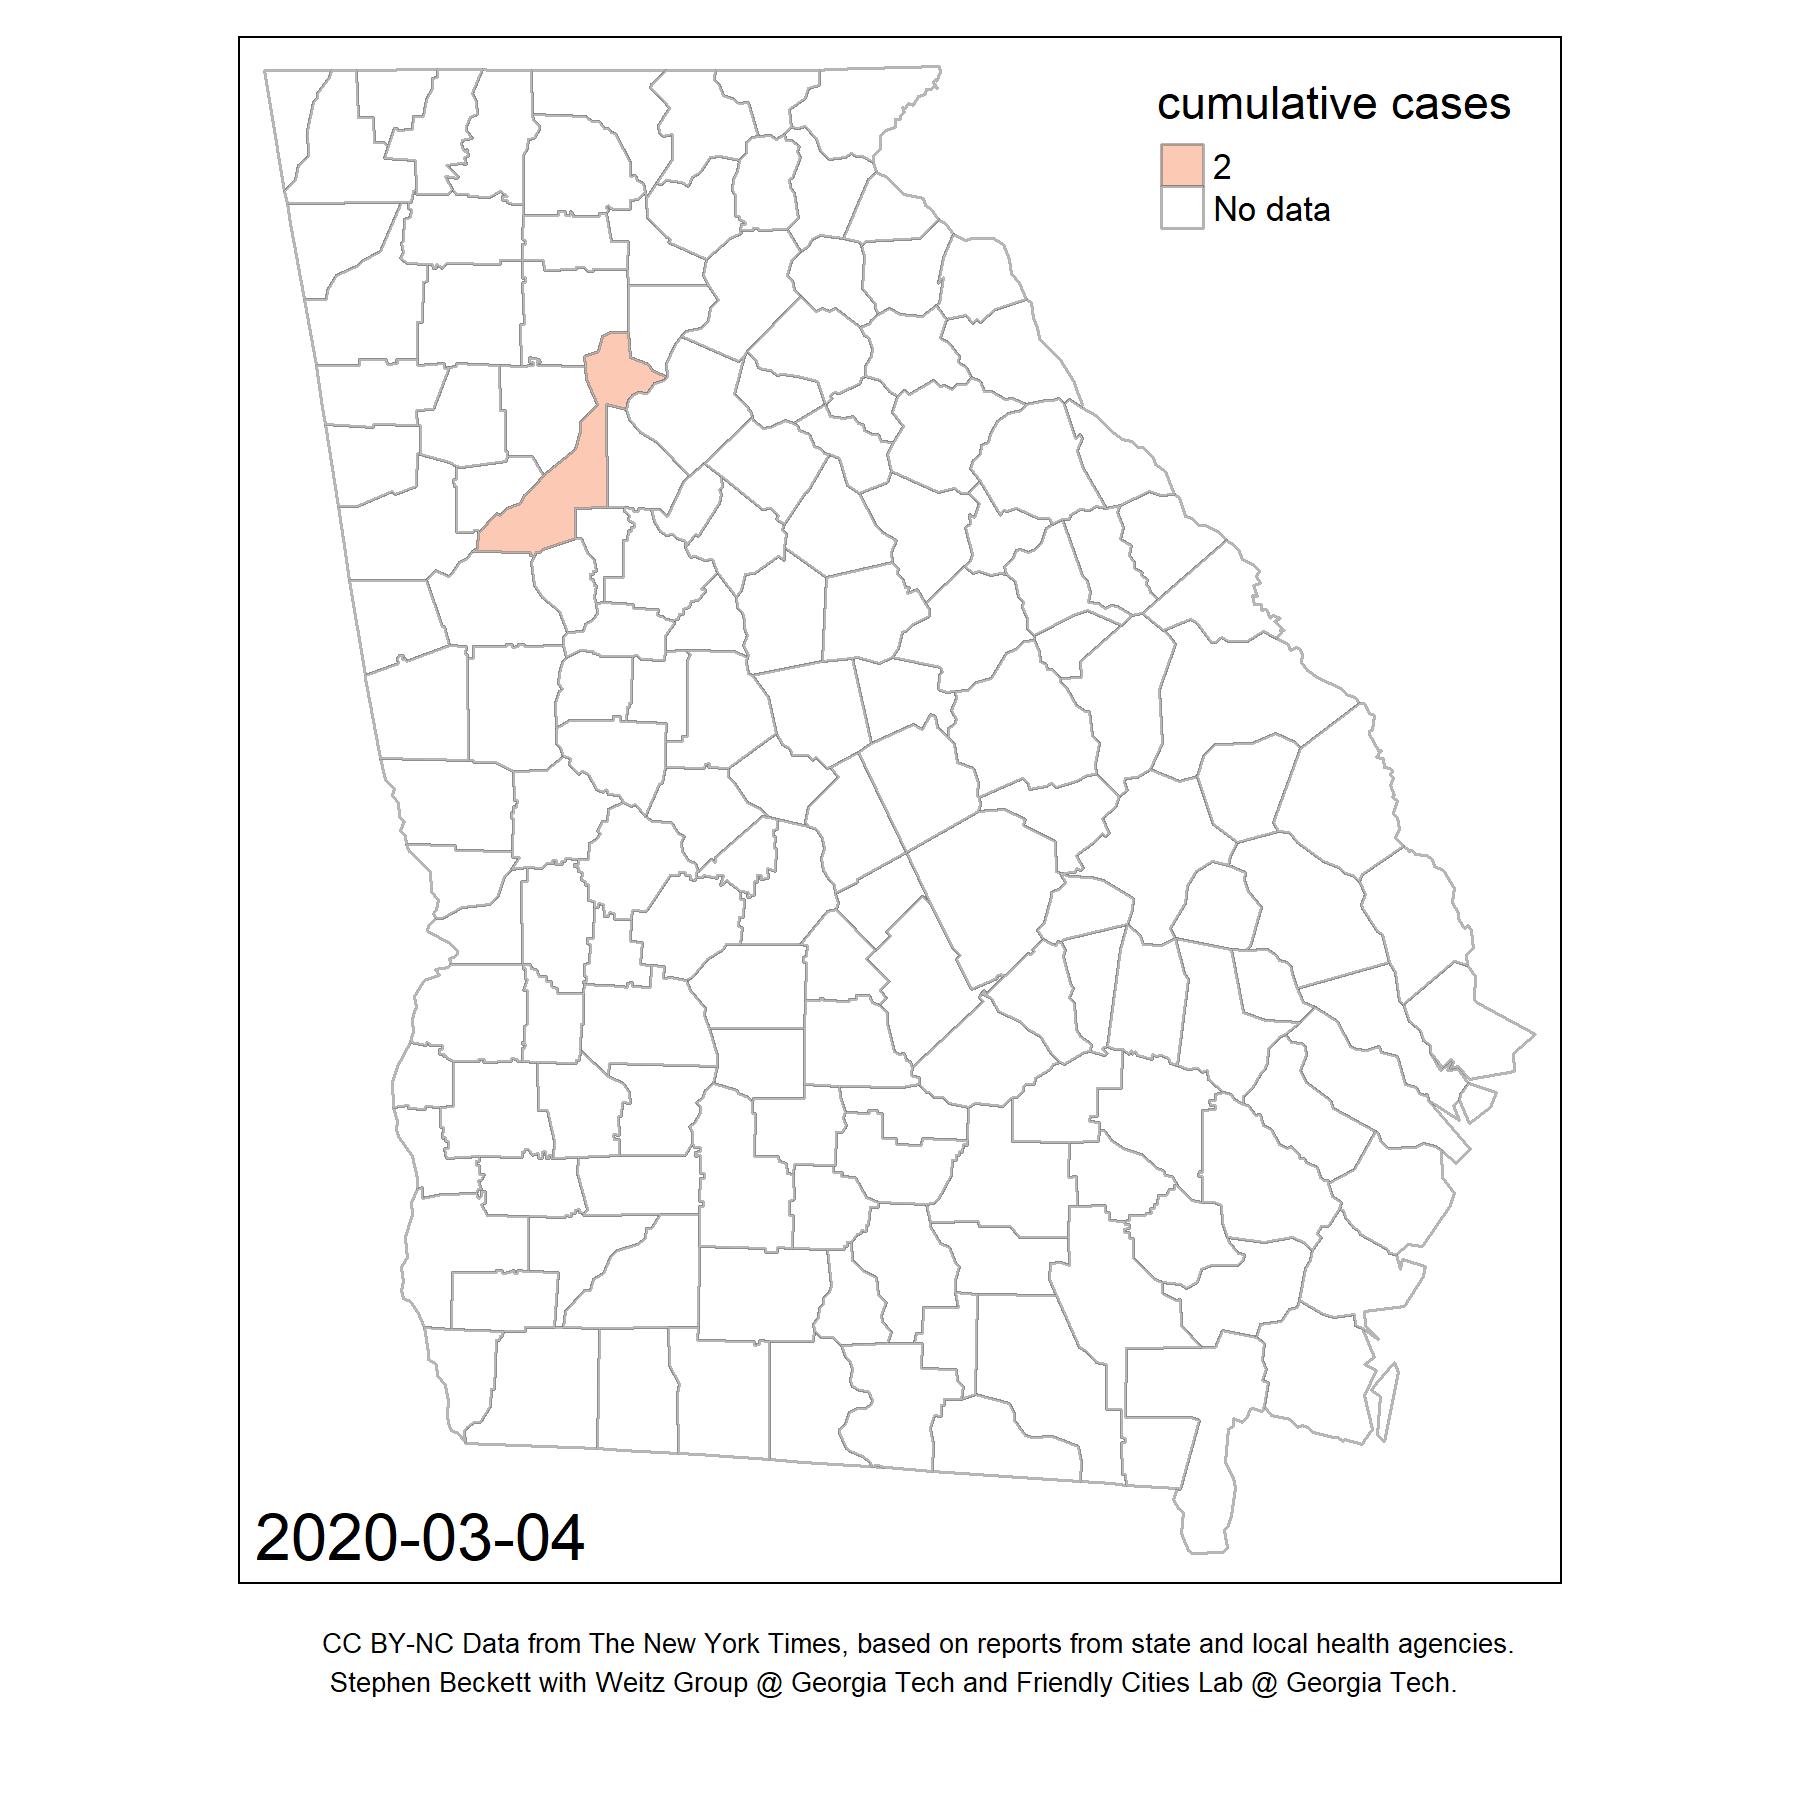 cumulative cases
2
No data
2020-03-04
CC BY-NC Data from The New York Times, based on reports from state and local health agencies.
Stephen Beckett with Weitz Group @ Georgia Tech and Friendly Cities Lab @ Georgia Tech.